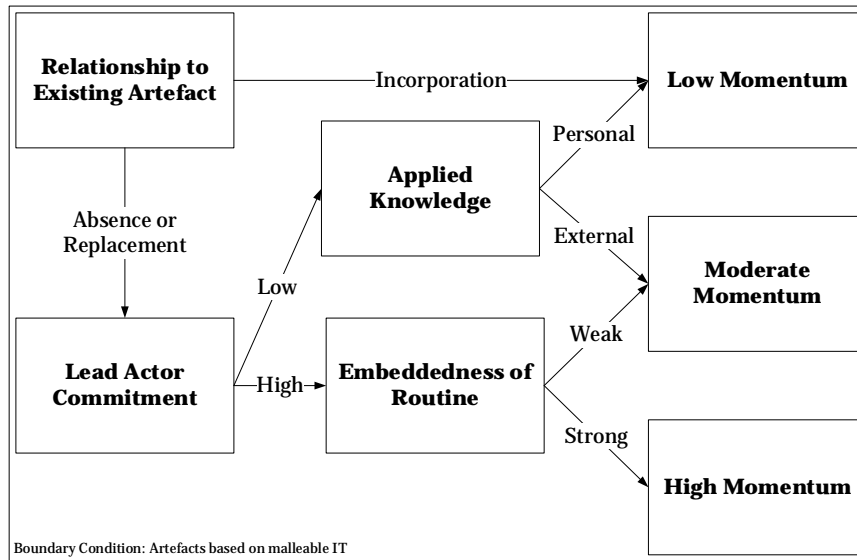 Relationship to
Existing Artefact
Incorporation
Low Momentum
Personal
Applied
Knowledge
Absence or
Replacement
External
Moderate
Momentum
Low
Weak
Lead Actor
Commitment
High
Embeddedness of
Routine
Strong
High Momentum
Boundary Condition: Artefacts based on malleable IT